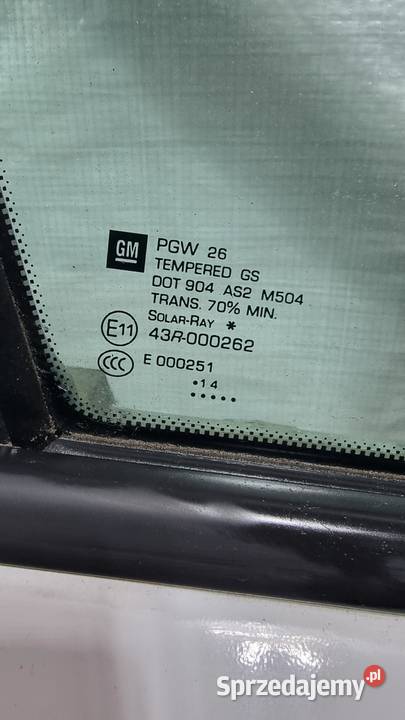 GM
PGW 26
TEMPERED GS
DOT 904 AS2 M504
TRANS. 70% MIN.
SOLAR-RAY *
E11 43R-000262
CCC E 000251
•14
•••••
Sprzedajemy.pl